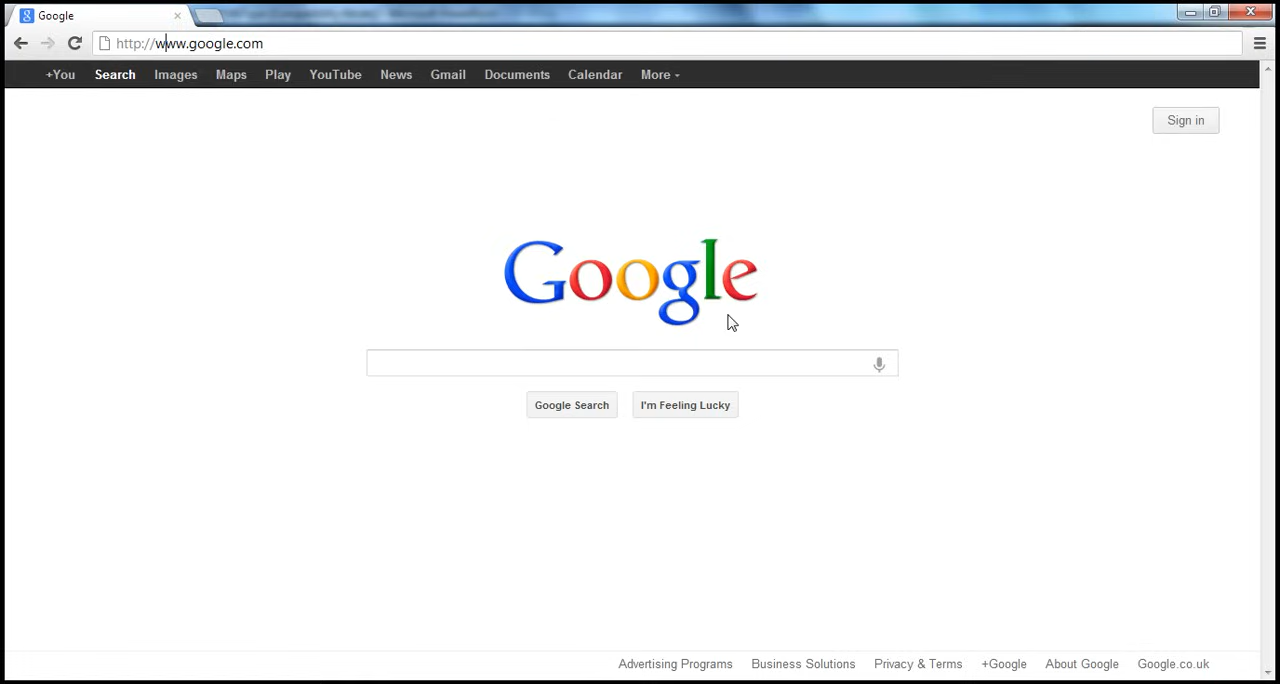 Google
http://www.google.com
+You Search Images Maps Play YouTube News Gmail Documents Calendar More
Sign in
Google
Google Search I'm Feeling Lucky
Advertising Programs Business Solutions Privacy & Terms +Google About Google Google.co.uk